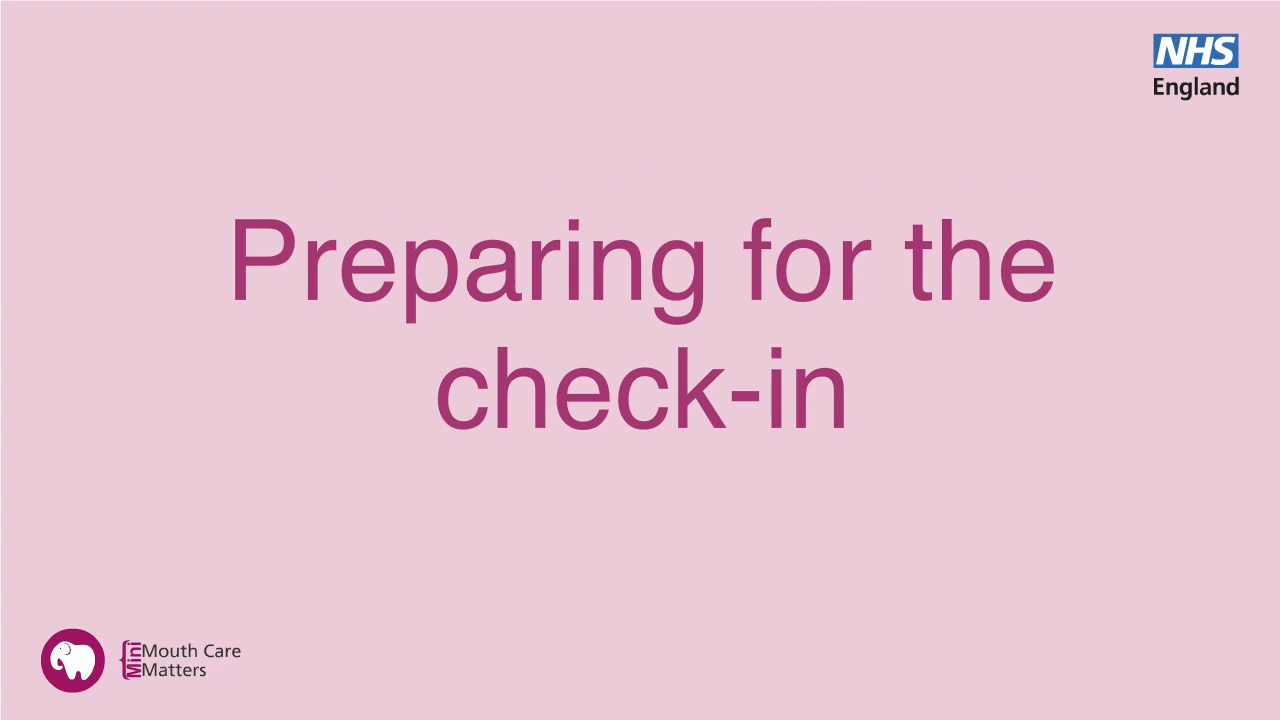 NHS
England
Preparing for the
check-in
Mini
Mouth Care
Matters